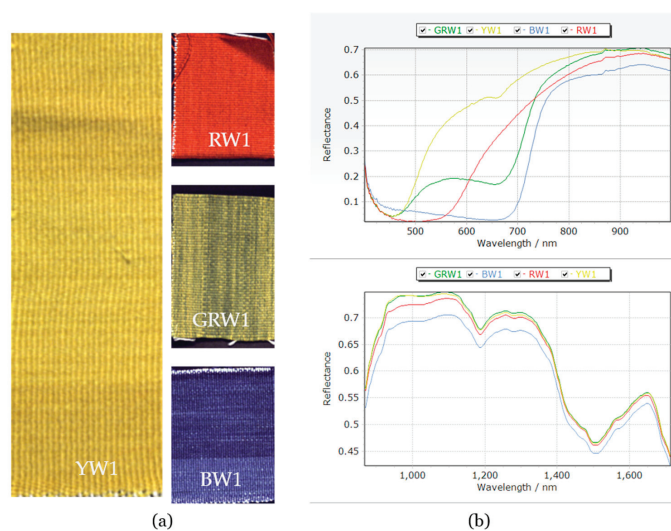 RW1
GRW1
YW1
BW1
(a)
GRW1 YW1 BW1 RW1
Reflectance
0.7
0.6
0.5
0.4
0.3
0.2
0.1
500 600 700 800 900
Wavelength / nm
GRW1 BW1 RW1 YW1
Reflectance
0.7
0.65
0.6
0.55
0.5
0.45
1,000 1,200 1,400 1,600
Wavelength / nm
(b)